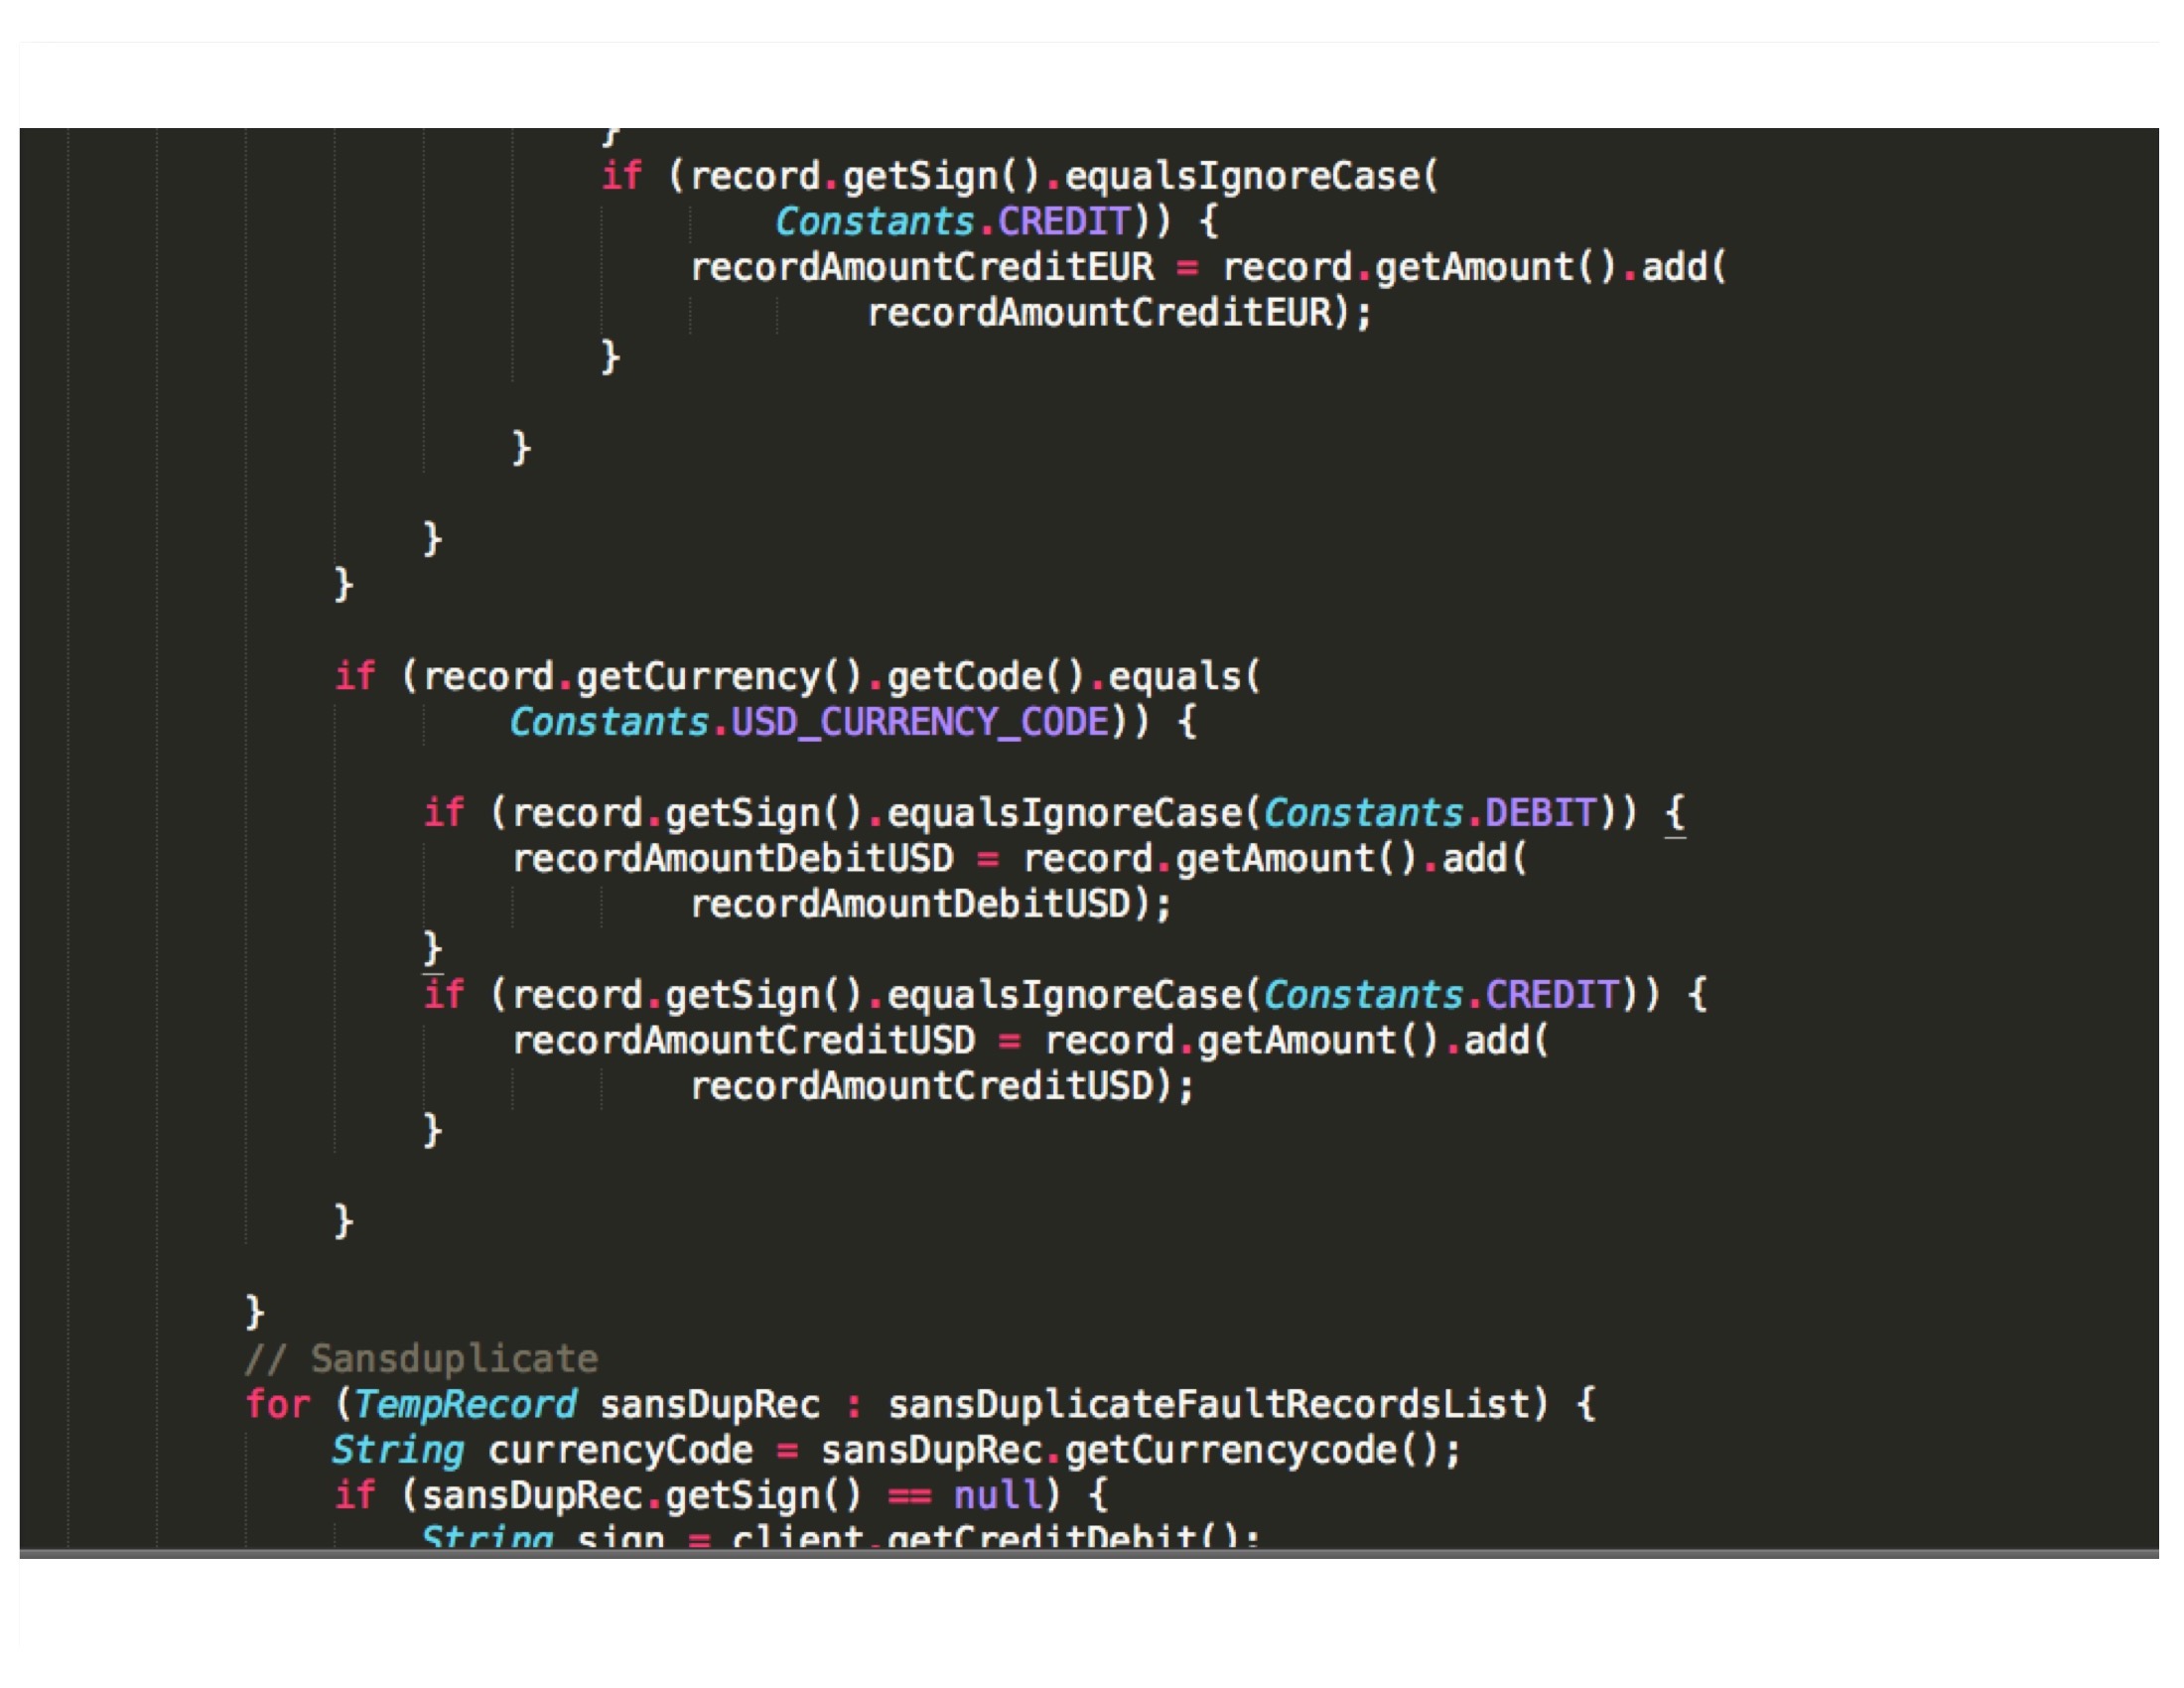 }
if (record.getSign().equalsIgnoreCase(
Constants.CREDIT)) {
recordAmountCreditEUR = record.getAmount().add(
recordAmountCreditEUR);
}
}
}
}
if (record.getCurrency().getCode().equals(
Constants.USD_CURRENCY_CODE)) {
if (record.getSign().equalsIgnoreCase(Constants.DEBIT)) {
recordAmountDebitUSD = record.getAmount().add(
recordAmountDebitUSD);
}
if (record.getSign().equalsIgnoreCase(Constants.CREDIT)) {
recordAmountCreditUSD = record.getAmount().add(
recordAmountCreditUSD);
}
}
}
// Sansduplicate
for (TempRecord sansDupRec : sansDuplicateFaultRecordsList) {
String currencyCode = sansDupRec.getCurrencycode();
if (sansDupRec.getSign() == null) {
String sign = client.getCreditDebit();